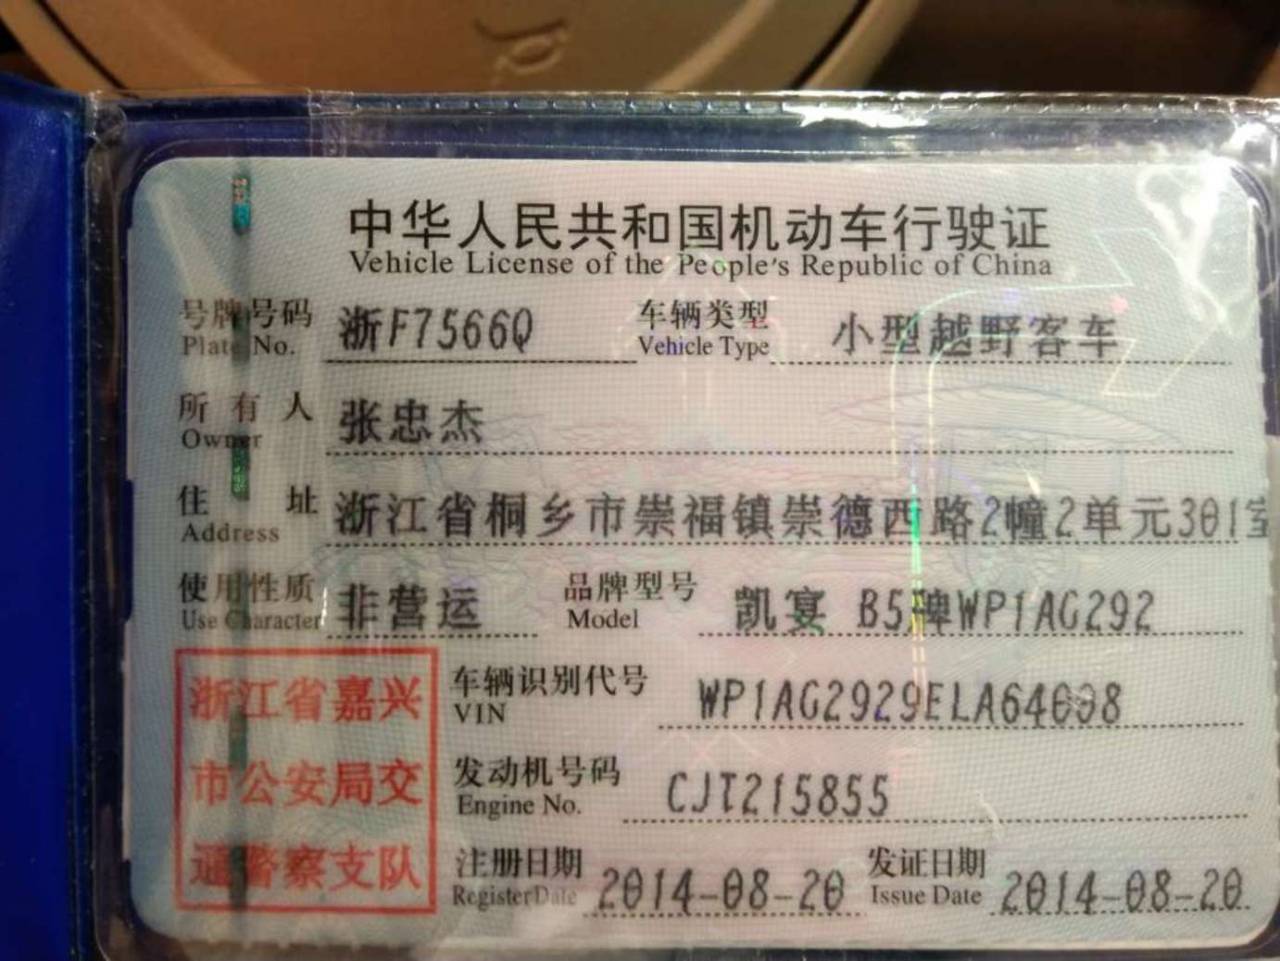 中华人民共和国机动车行驶证
Vehicle License of the People's Republic of China
号牌号码 浙F7566Q 车辆类型 小型越野客车
Plate No. Vehicle Type
所有人 张忠杰
Owner
住址 浙江省桐乡市崇福镇崇德西路2幢2单元301室
Address
使用性质 非营运 品牌型号 凯宴 B5牌WP1AG292
Use Character Model
浙江省嘉兴
市公安局交
通警察支队
车辆识别代号 WP1AG2929ELA64698
VIN
发动机号码 CJT215855
Engine No.
注册日期 2014-08-20 发证日期 2014-08-20
Register Date Issue Date